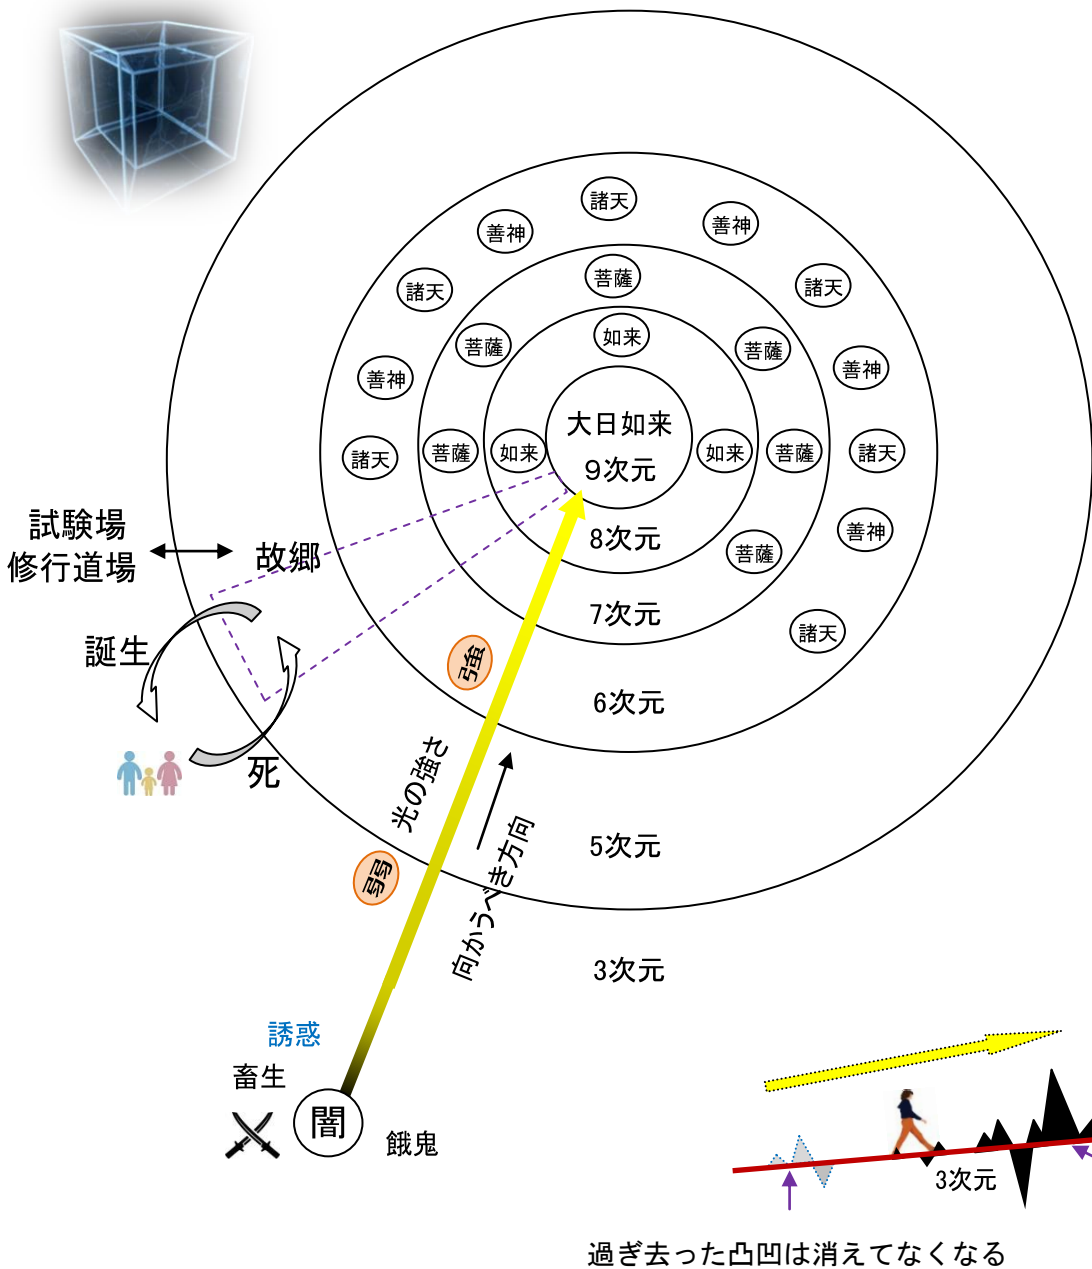 諸天
善神
善神
菩薩
諸天
諸天
如来
菩薩
菩薩
善神
善神
大日如来
9次元
諸天
菩薩
如来
如来
菩薩
諸天
試験場
修行道場
故郷
8次元
善神
菩薩
7次元
諸天
誕生
強
6次元
死
光の強さ
弱
向かうべき方向
5次元
3次元
誘惑
畜生
闇
餓鬼
3次元
過ぎ去った凸凹は消えてなくなる